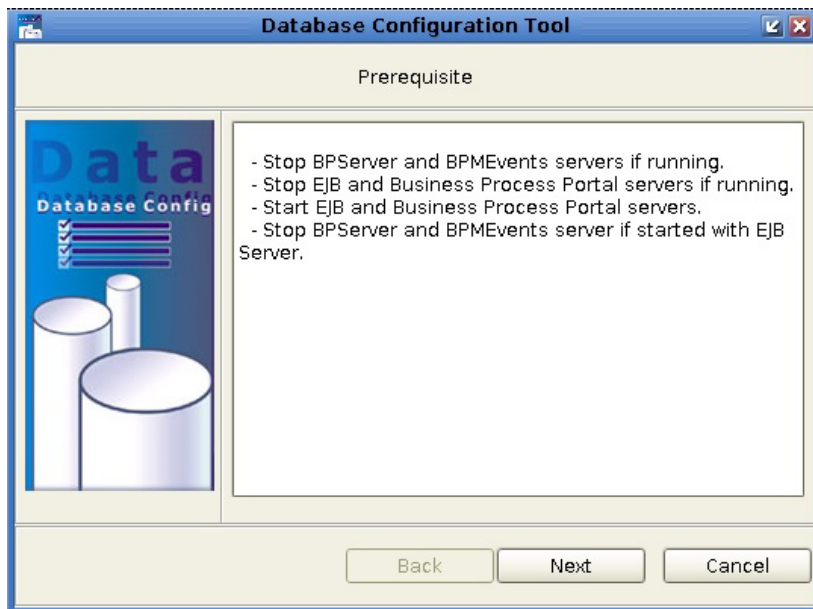 Database Configuration Tool
Prerequisite
Data
Database Config
Database Config
- Stop BPServer and BPMEvents servers if running.
- Stop EJB and Business Process Portal servers if running.
- Start EJB and Business Process Portal servers.
- Stop BPServer and BPMEvents server if started with EJB
Server.
Back
Next
Cancel